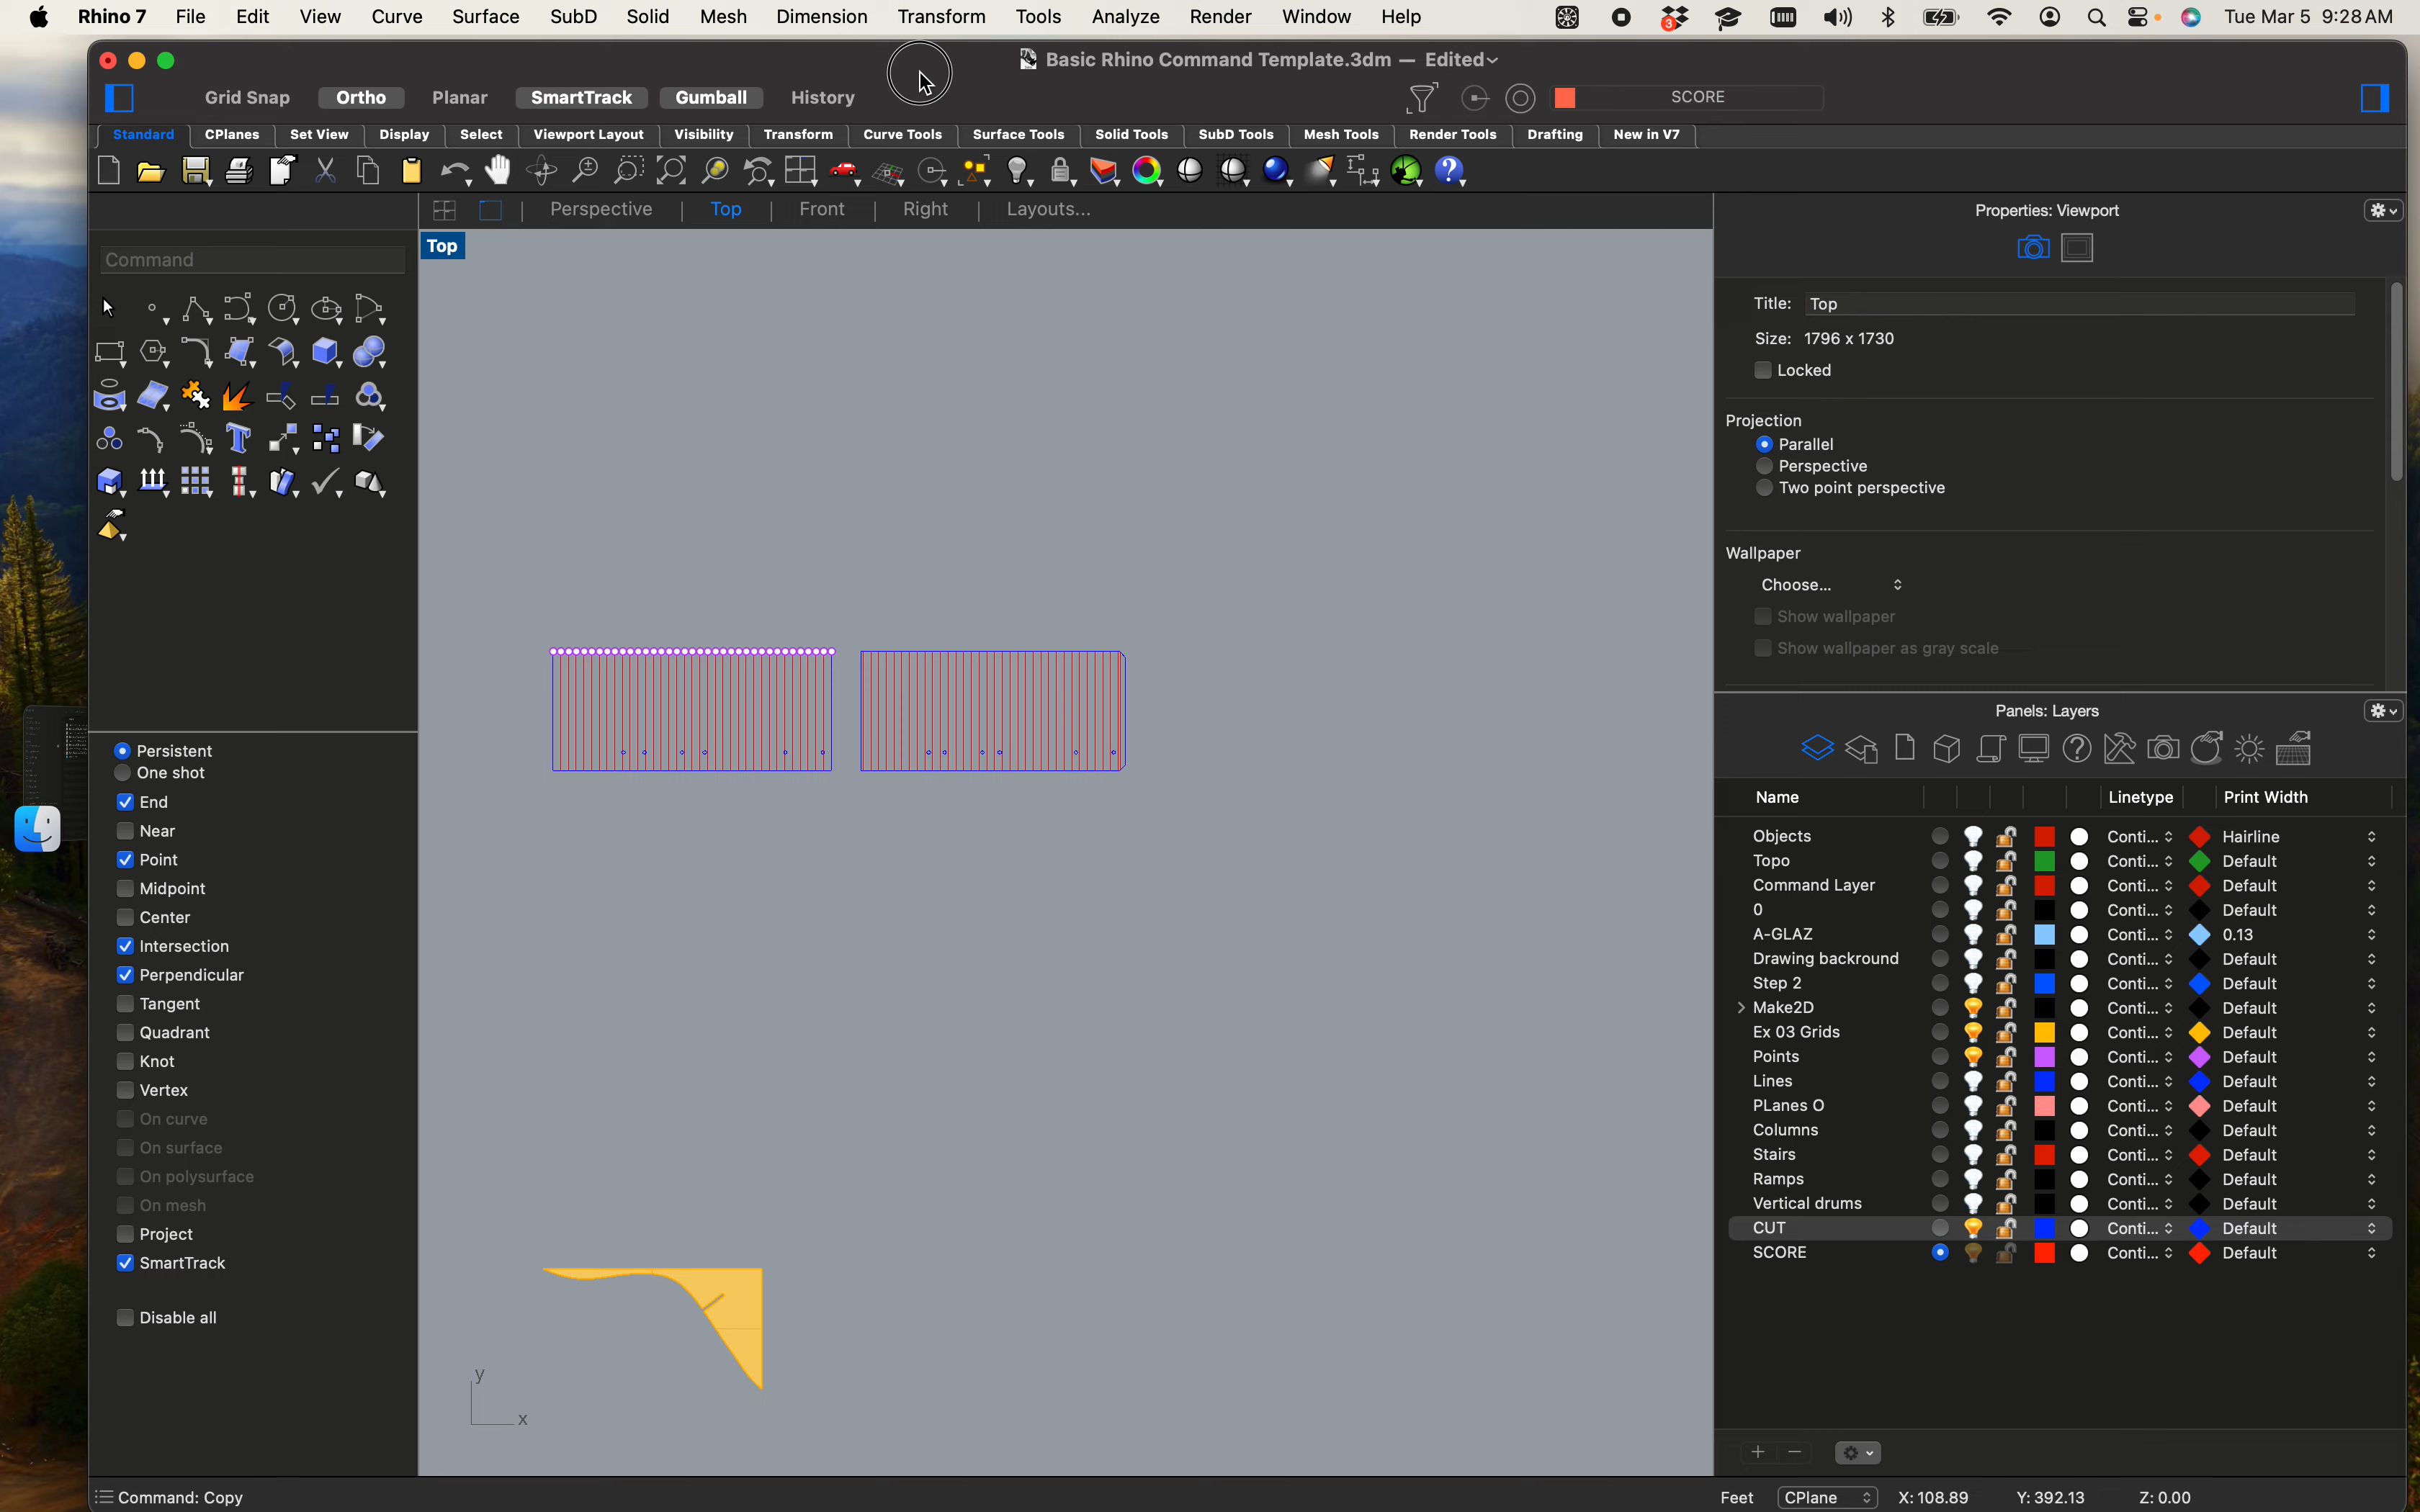 Rhino 7 File Edit View Curve Surface SubD Solid Mesh Dimension Transform Tools Analyze Render Window Help 3 Tue Mar 5 9:28 AM
Basic Rhino Command Template.3dm — Edited
Grid Snap Ortho Planar SmartTrack Gumball History SCORE
Standard CPlanes Set View Display Select Viewport Layout Visibility Transform Curve Tools Surface Tools Solid Tools SubD Tools Mesh Tools Render Tools Drafting New in V7
Perspective Top Front Right Layouts...
Top
Command
Persistent
One shot
End
Near
Point
Midpoint
Center
Intersection
Perpendicular
Tangent
Quadrant
Knot
Vertex
On curve
On surface
On polysurface
On mesh
Project
SmartTrack
Disable all
y
x
Properties: Viewport
Title: Top
Size: 1796 x 1730
Locked
Projection
Parallel
Perspective
Two point perspective
Wallpaper
Choose...
Show wallpaper
Show wallpaper as gray scale
Panels: Layers
Name Linetype Print Width
Objects Conti... Hairline
Topo Conti... Default
Command Layer Conti... Default
0 Conti... Default
A-GLAZ Conti... 0.13
Drawing backround Conti... Default
Step 2 Conti... Default
Make2D Conti... Default
Ex 03 Grids Conti... Default
Points Conti... Default
Lines Conti... Default
PLanes O Conti... Default
Columns Conti... Default
Stairs Conti... Default
Ramps Conti... Default
Vertical drums Conti... Default
CUT Conti... Default
SCORE Conti... Default
Command: Copy
Feet CPlane X: 108.89 Y: 392.13 Z: 0.00